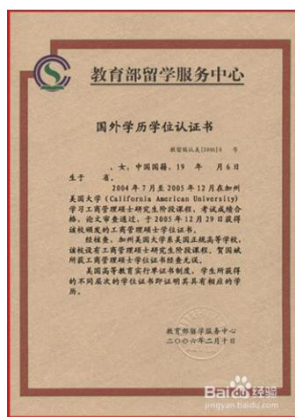 教育部留学服务中心
国外学历学位认证书
教留服认美[2006]0 号
,女,中国国籍,19 年 月6日
生于 省。
2004年7月至2005年12月在加州
美国大学(California American University)
学习工商管理硕士研究生阶段课程,考试成绩合
格,论文审查通过,于2005年12月29日获得
该校颁发的工商管理硕士学位证书。
经核查,加州美国大学系美国正规高等学校,
该校设有工商管理硕士研究生阶段课程。贺国斌
所获工商管理硕士学位证书经查无误。
美国高等教育实行单证书制度,学生所获得
的不同层次的学位证书即证明其具有相应的学
历。
教育部留学服务中心
二〇〇六年二月十日
Baidu经验
jingyan.baidu.com